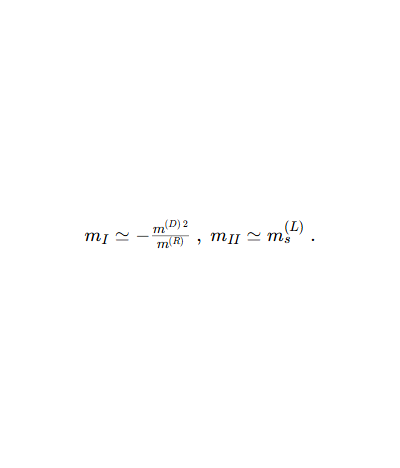 $m_I \simeq -\frac{m^{(D)\,2}}{m^{(R)}} \; , \; m_{II} \simeq m_s^{(L)} \; .$